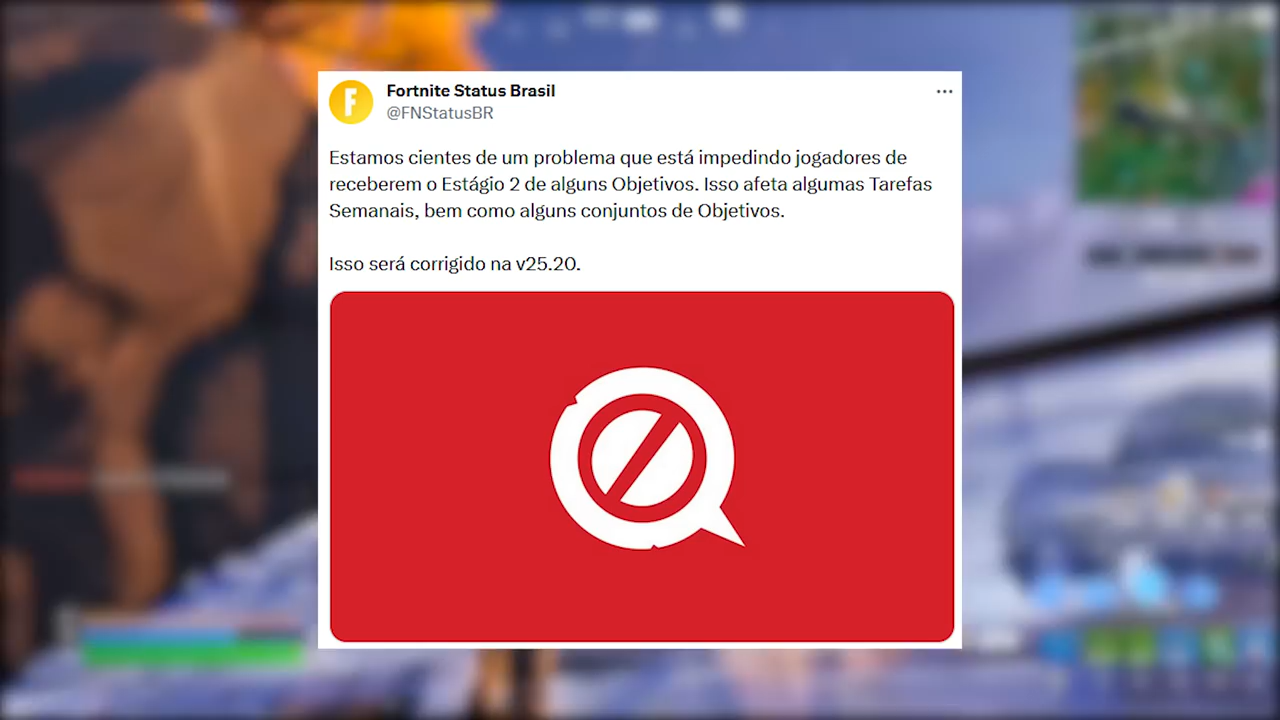 Fortnite Status Brasil
@FNStatusBR
Estamos cientes de um problema que está impedindo jogadores de
receberem o Estágio 2 de alguns Objetivos. Isso afeta algumas Tarefas
Semanais, bem como alguns conjuntos de Objetivos.
Isso será corrigido na v25.20.